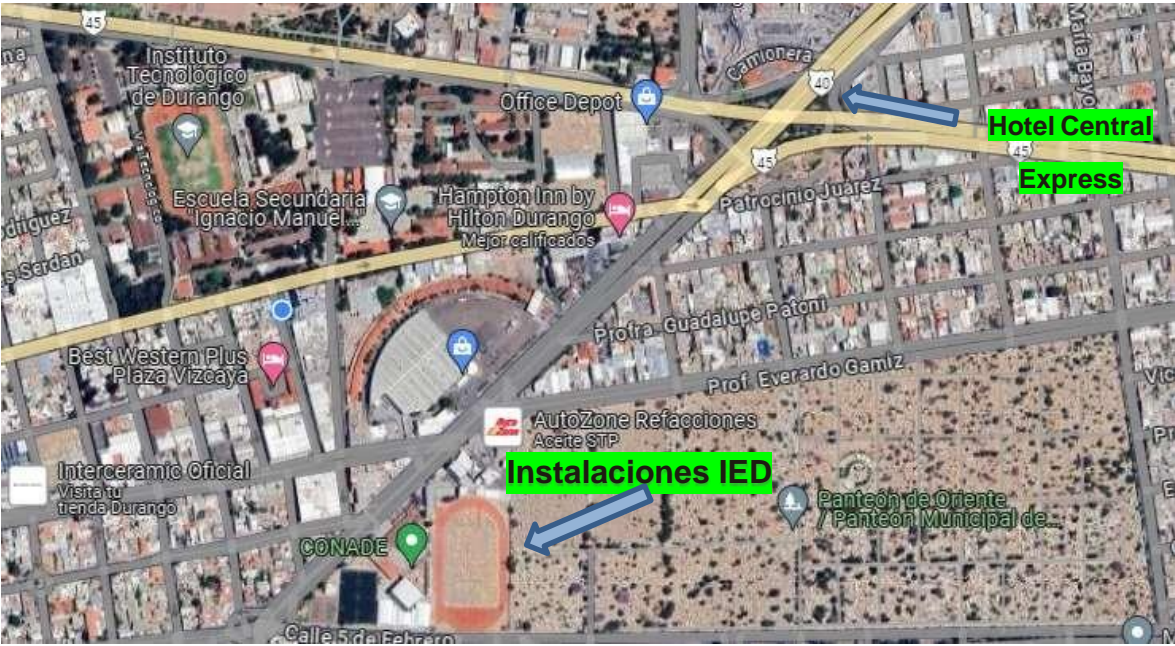 45
Camionera
Instituto
Tecnológico
de Durango
40
Office Depot
Hotel Central
Express
45
45
Patrocinio Juárez
Escuela Secundaria
"Ignacio Manuel...
Hampton Inn by
Hilton Durango
Mejor calificados
s Serdán
Profra. Guadalupe Patoni
Best Western Plus
Plaza Vizcaya
Prof. Everardo Gamiz
AutoZone Refacciones
Aceite STP
Instalaciones IED
Interceramic Oficial
Visita tu
tienda Durango
Panteón de Oriente
/ Panteón Municipal de...
CONADE
Calle 5 de Febrero